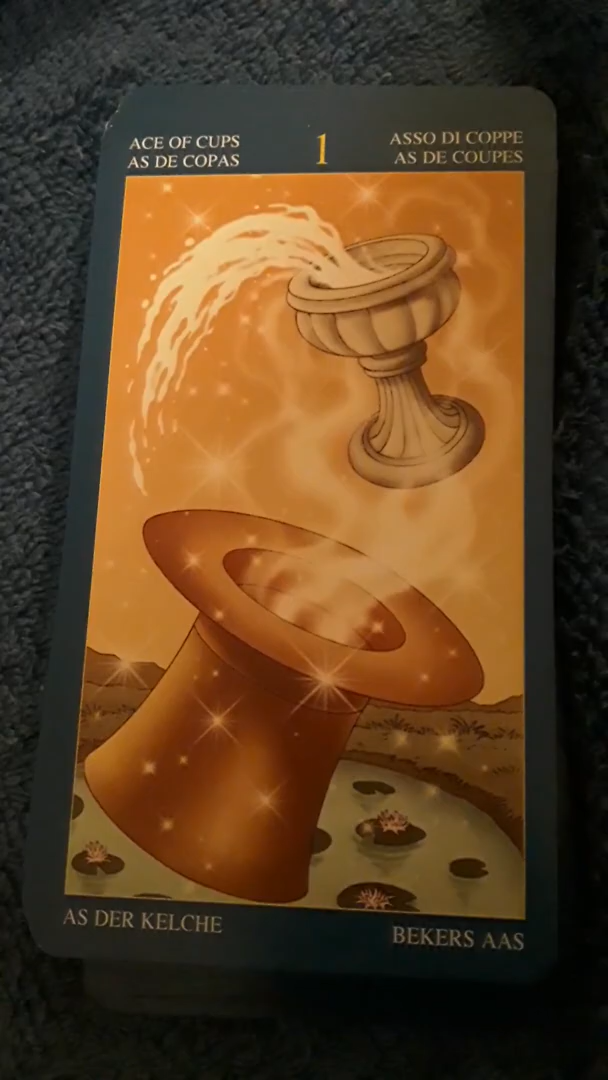 ACE OF CUPS
AS DE COPAS
1
ASSO DI COPPE
AS DE COUPES
AS DER KELCHE
BEKERS AAS